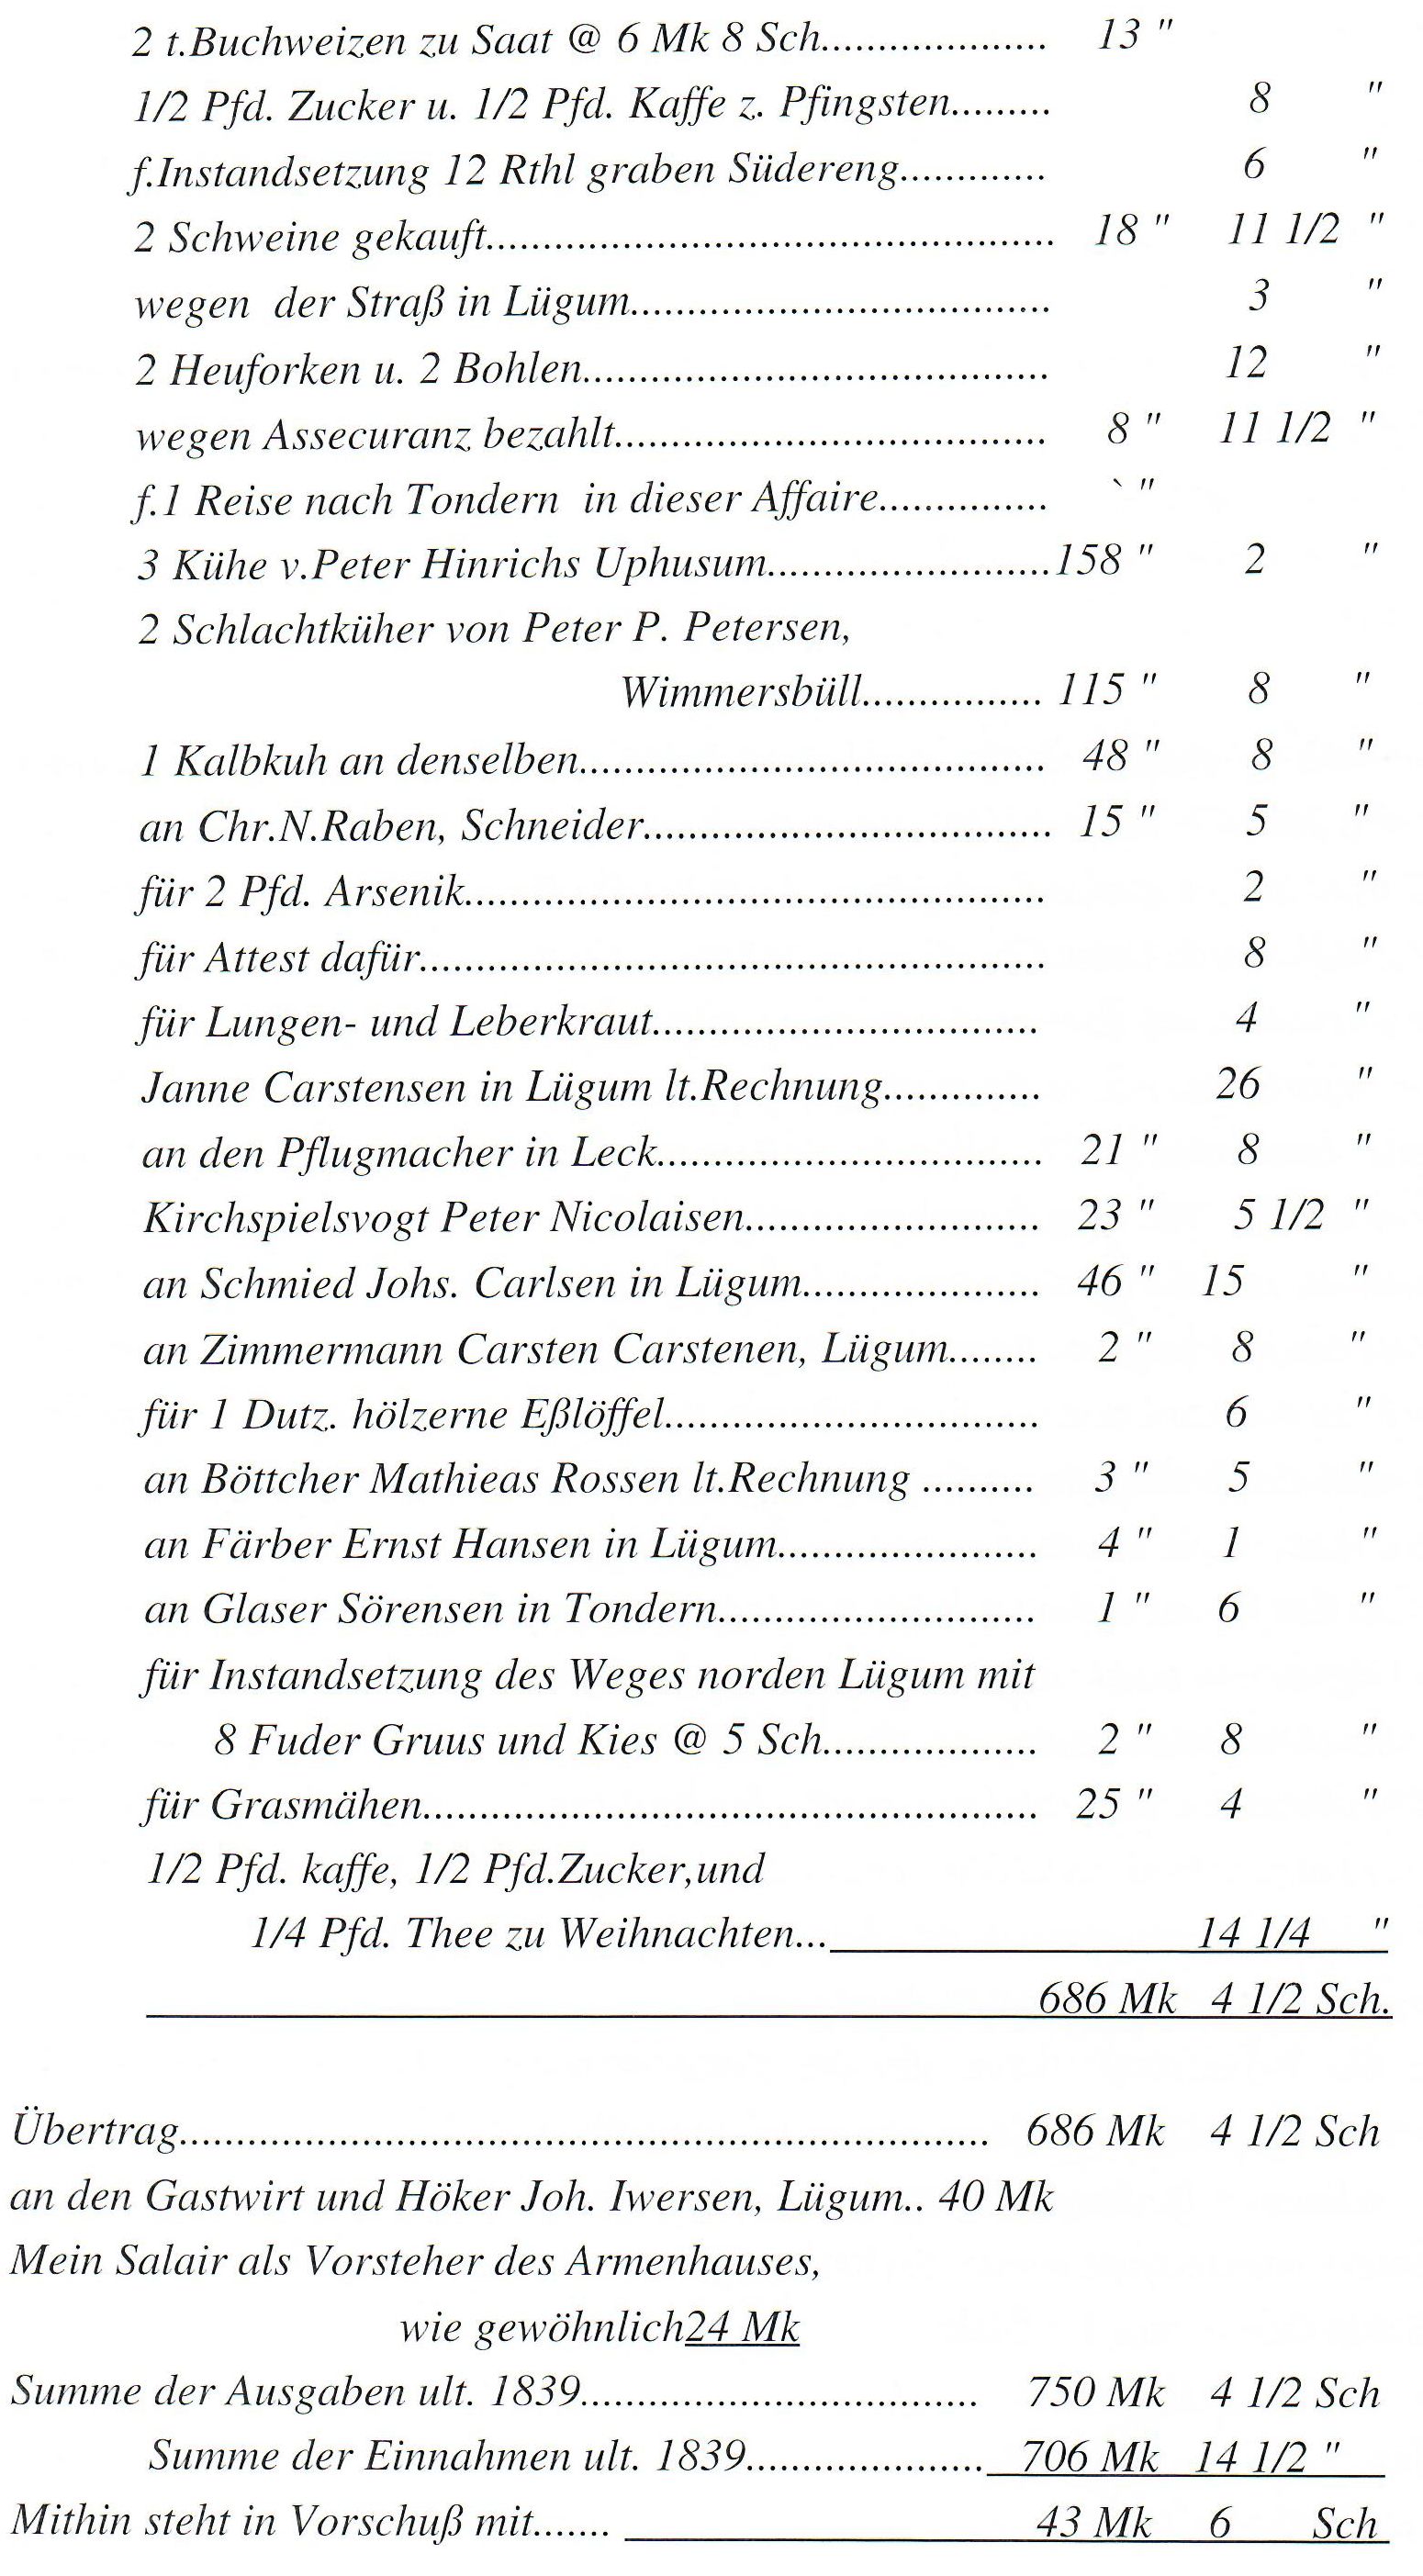 2 t.Buchweizen zu Saat @ 6 Mk 8 Sch.................... 13 "
1/2 Pfd. Zucker u. 1/2 Pfd. Kaffe z. Pfingsten......... 8 "
f.Instandsetzung 12 Rthl graben Südereng............. 6 "
2 Schweine gekauft................................................... 18 " 11 1/2 "
wegen der Straß in Lügum...................................... 3 "
2 Heuforken u. 2 Bohlen.......................................... 12 "
wegen Assecuranz bezahlt....................................... 8 " 11 1/2 "
f.1 Reise nach Tondern in dieser Affaire............... ` "
3 Kühe v.Peter Hinrichs Uphusum.........................158 " 2 "
2 Schlachtküher von Peter P. Petersen,
Wimmersbüll................ 115 " 8 "
1 Kalbkuh an denselben.......................................... 48 " 8 "
an Chr.N.Raben, Schneider..................................... 15 " 5 "
für 2 Pfd. Arsenik.................................................... 2 "
für Attest dafür........................................................ 8 "
für Lungen- und Leberkraut................................... 4 "
Janne Carstensen in Lügum lt.Rechnung.............. 26 "
an den Pflugmacher in Leck................................... 21 " 8 "
Kirchspielsvogt Peter Nicolaisen.......................... 23 " 5 1/2 "
an Schmied Johs. Carlsen in Lügum..................... 46 " 15 "
an Zimmermann Carsten Carstenen, Lügum........ 2 " 8 "
für 1 Dutz. hölzerne Eßlöffel................................. 6 "
an Böttcher Mathieas Rossen lt.Rechnung .......... 3 " 5 "
an Färber Ernst Hansen in Lügum....................... 4 " 1 "
an Glaser Sörensen in Tondern............................ 1 " 6 "
für Instandsetzung des Weges norden Lügum mit
8 Fuder Gruus und Kies @ 5 Sch................... 2 " 8 "
für Grasmähen....................................................... 25 " 4 "
1/2 Pfd. kaffe, 1/2 Pfd.Zucker,und
1/4 Pfd. Thee zu Weihnachten... 14 1/4 "
686 Mk 4 1/2 Sch.
Übertrag........................................................................ 686 Mk 4 1/2 Sch
an den Gastwirt und Höker Joh. Iwersen, Lügum.. 40 Mk
Mein Salair als Vorsteher des Armenhauses,
wie gewöhnlich24 Mk
Summe der Ausgaben ult. 1839................................... 750 Mk 4 1/2 Sch
Summe der Einnahmen ult. 1839..................... 706 Mk 14 1/2 "
Mithin steht in Vorschuß mit....... 43 Mk 6 Sch